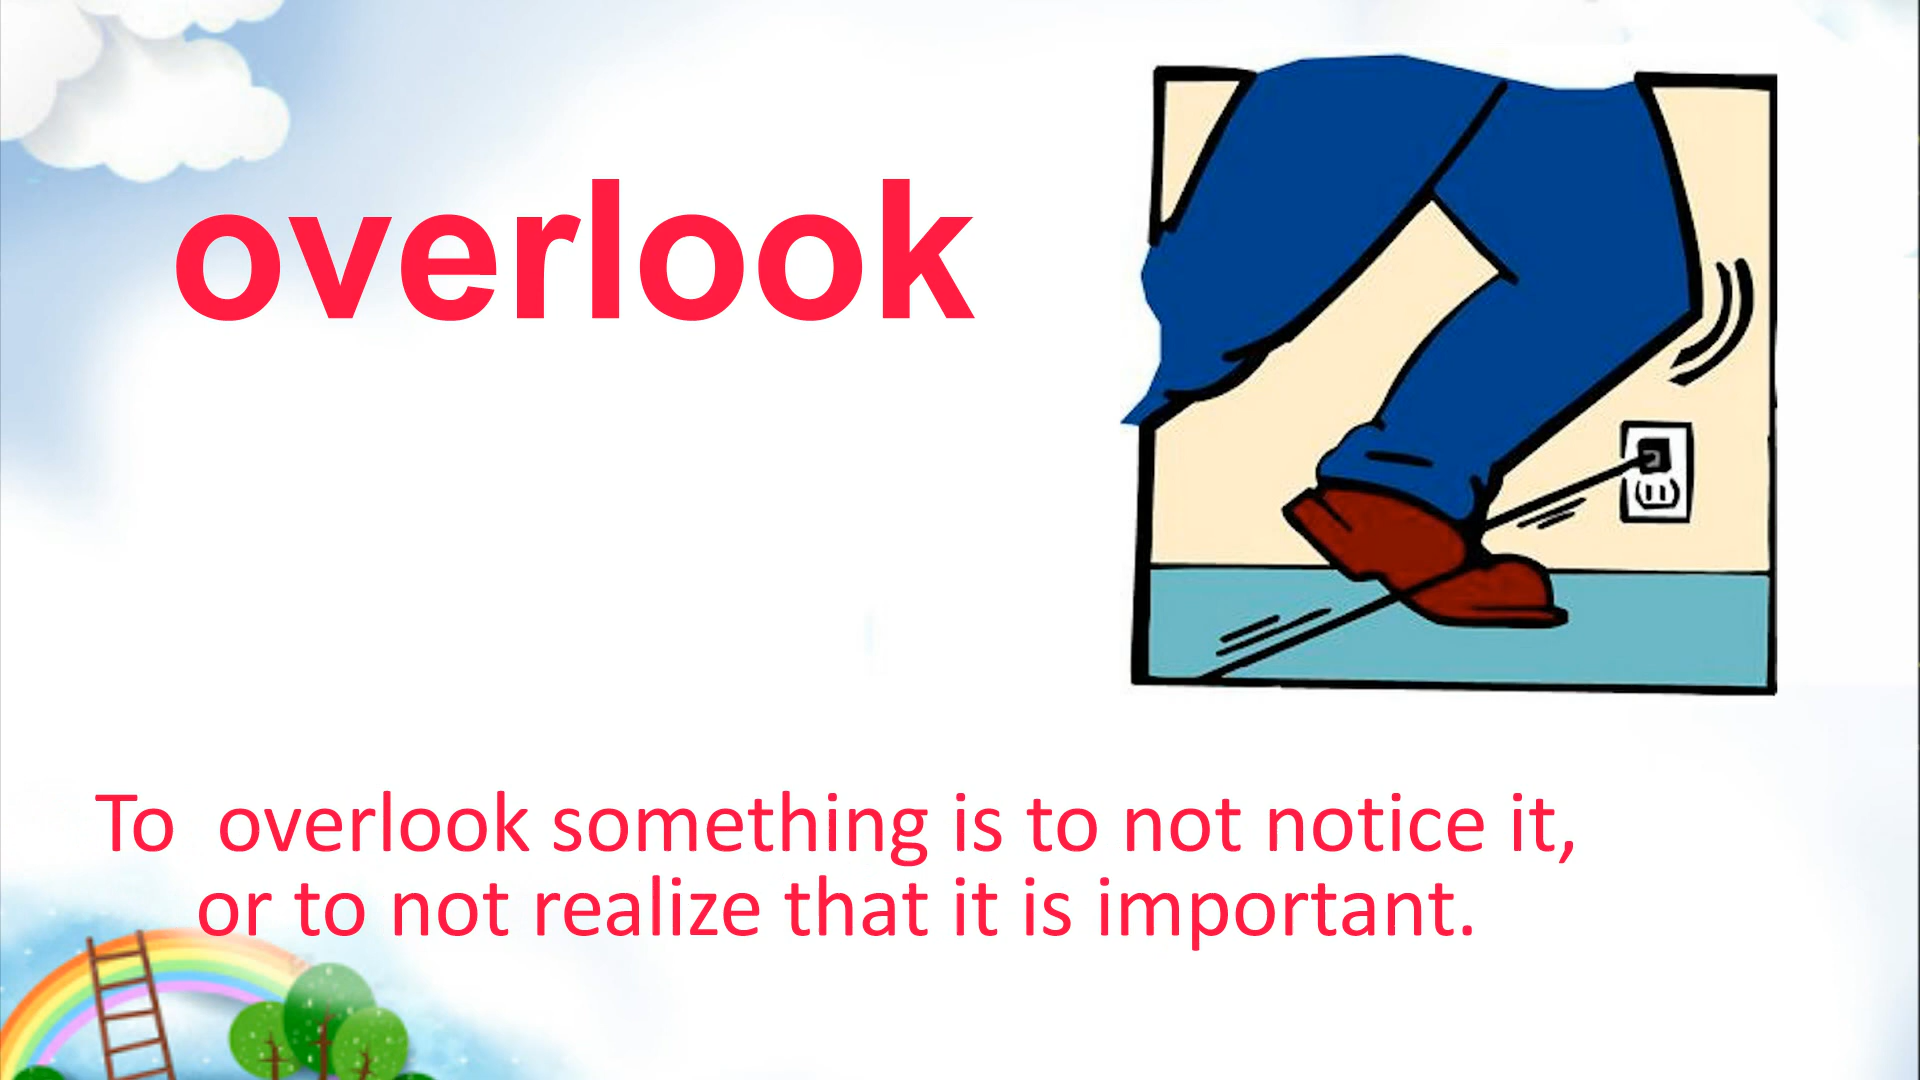 overlook
To overlook something is to not notice it,
or to not realize that it is important.